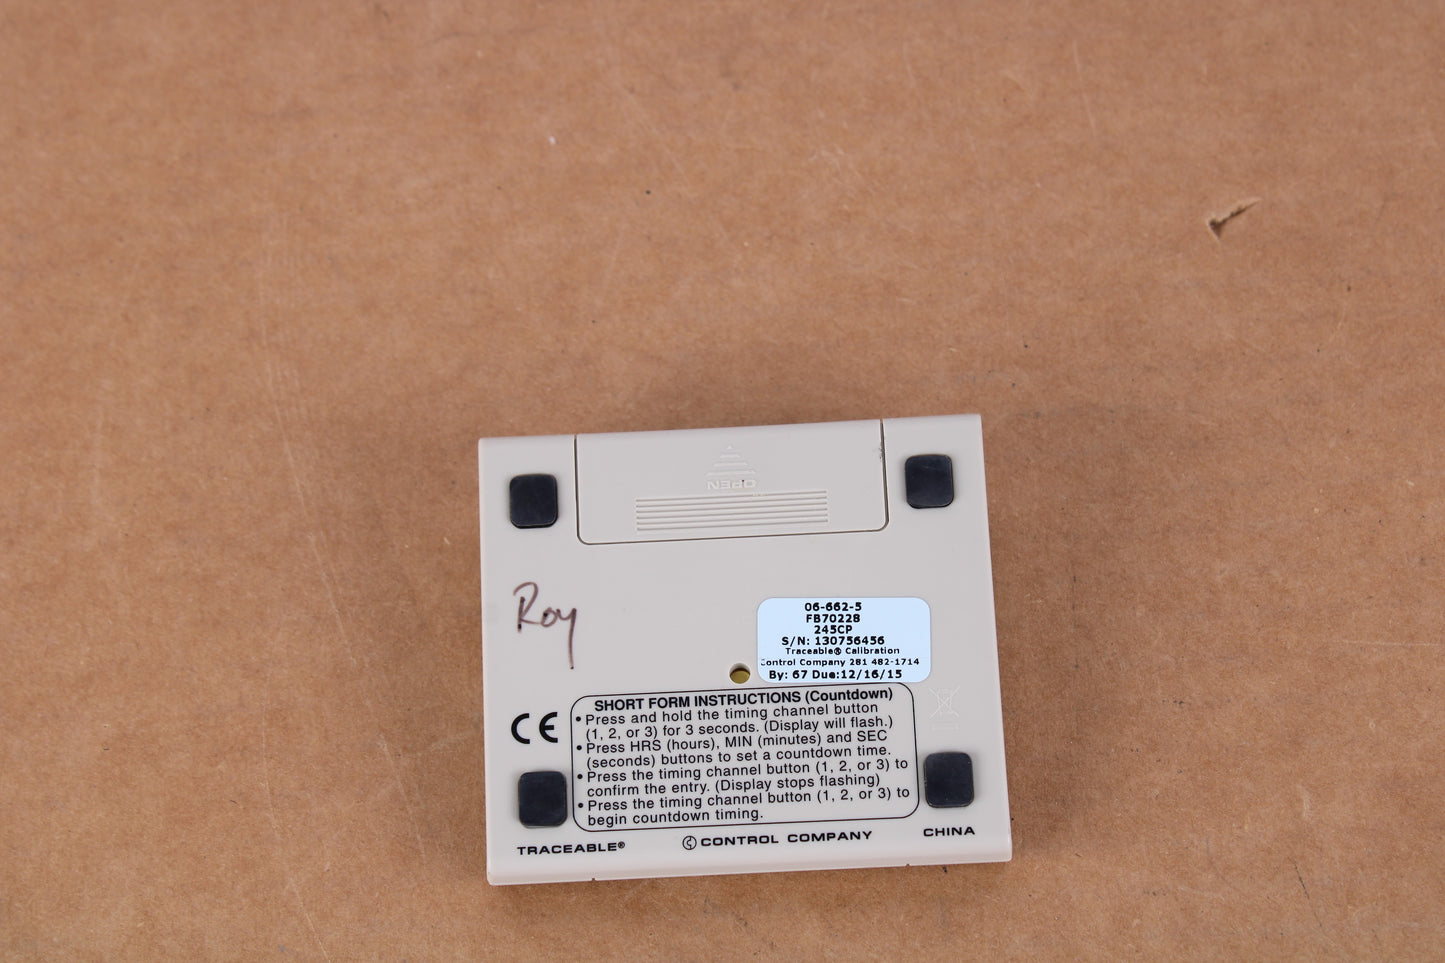 OPEN
Roy
06-662-5
FB70228
245CP
S/N: 130756456
Traceable® Calibration
Control Company 281 482-1714
By: 67 Due:12/16/15
SHORT FORM INSTRUCTIONS (Countdown)
• Press and hold the timing channel button
(1, 2, or 3) for 3 seconds. (Display will flash.)
• Press HRS (hours), MIN (minutes) and SEC
(seconds) buttons to set a countdown time.
• Press the timing channel button (1, 2, or 3) to
confirm the entry. (Display stops flashing)
• Press the timing channel button (1, 2, or 3) to
begin countdown timing.
CE
TRACEABLE®
CONTROL COMPANY
CHINA